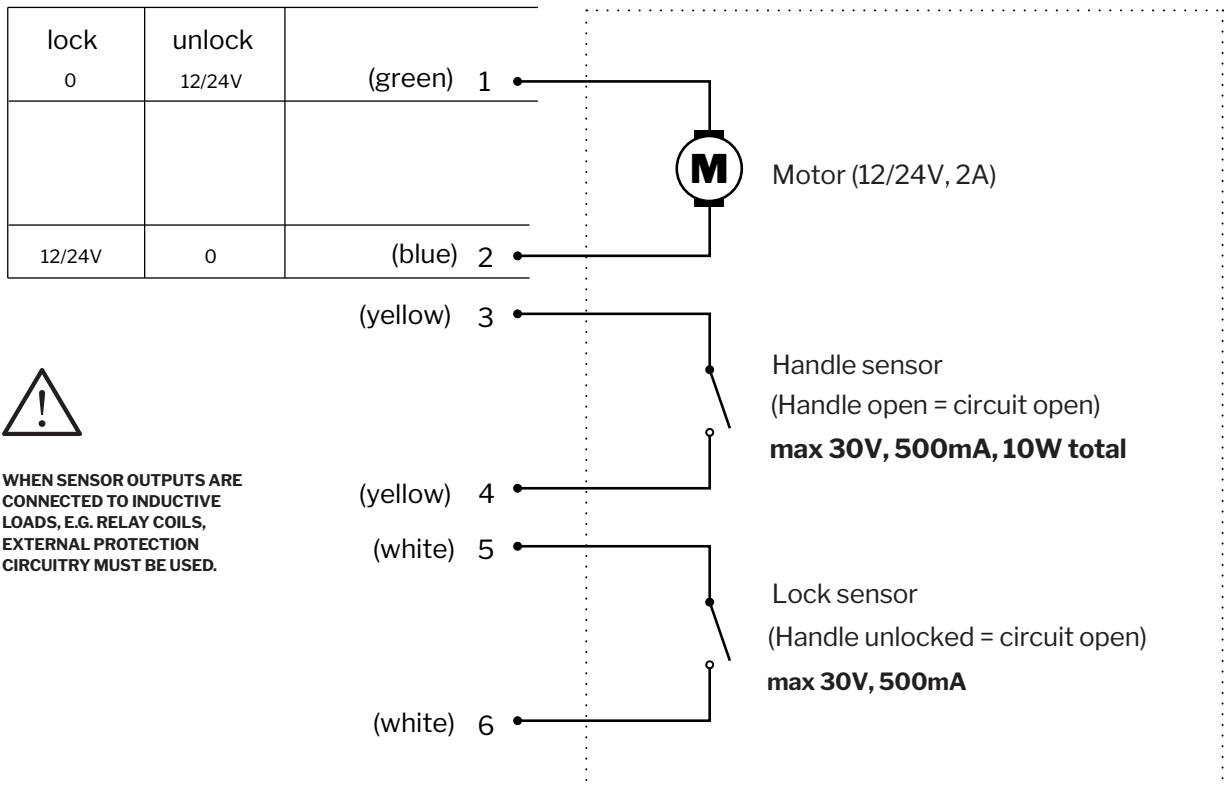 lock unlock
0 12/24V (green) 1
M Motor (12/24V, 2A)
12/24V 0 (blue) 2
(yellow) 3
Handle sensor
(Handle open = circuit open)
max 30V, 500mA, 10W total
WHEN SENSOR OUTPUTS ARE
CONNECTED TO INDUCTIVE
LOADS, E.G. RELAY COILS,
EXTERNAL PROTECTION
CIRCUITRY MUST BE USED.
(yellow) 4
(white) 5
Lock sensor
(Handle unlocked = circuit open)
max 30V, 500mA
(white) 6